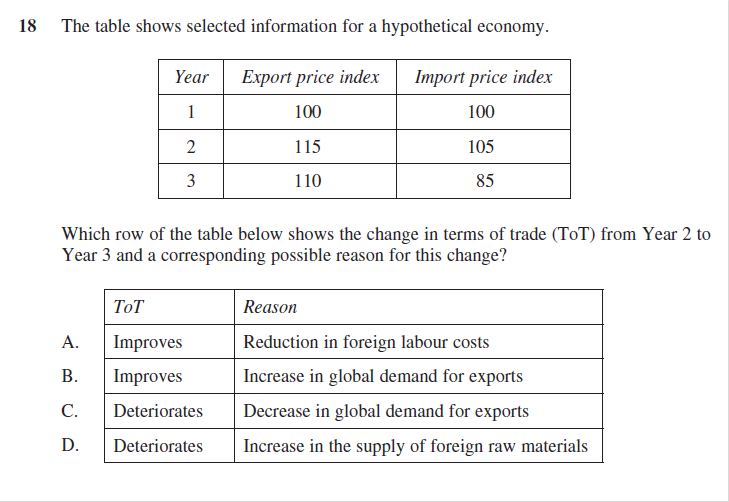 18 The table shows selected information for a hypothetical economy.
Year Export price index Import price index
1 100 100
2 115 105
3 110 85
Which row of the table below shows the change in terms of trade (ToT) from Year 2 to
Year 3 and a corresponding possible reason for this change?
ToT Reason
A. Improves Reduction in foreign labour costs
B. Improves Increase in global demand for exports
C. Deteriorates Decrease in global demand for exports
D. Deteriorates Increase in the supply of foreign raw materials